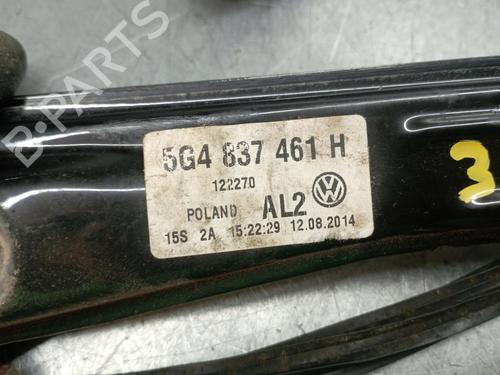 B-PARTS
5G4 837 461 H
122270
POLAND AL2
15S 2A 15:22:29 12.08.2014
3